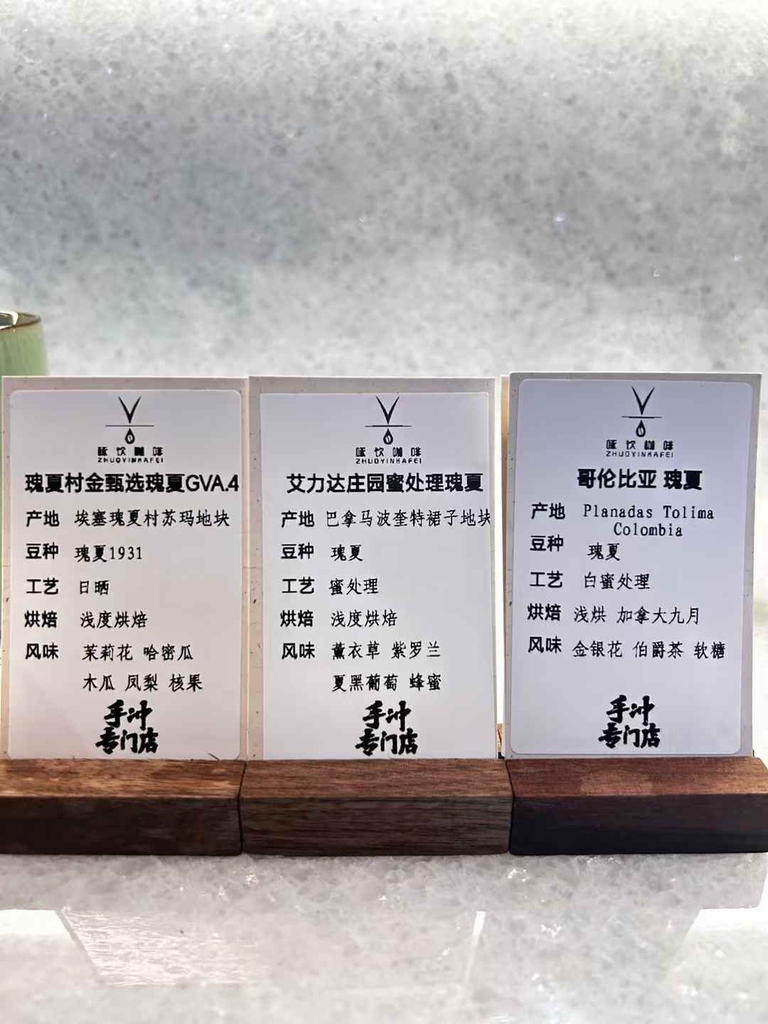 啄饮咖啡
ZHUOYINKAFEI
瑰夏村金甄选瑰夏GVA.4
产地 埃塞瑰夏村苏玛地块
豆种 瑰夏1931
工艺 日晒
烘焙 浅度烘焙
风味 茉莉花 哈密瓜
木瓜 凤梨 核果
手冲
专门店
啄饮咖啡
ZHUOYINKAFEI
艾力达庄园蜜处理瑰夏
产地 巴拿马波奎特裙子地块
豆种 瑰夏
工艺 蜜处理
烘焙 浅度烘焙
风味 薰衣草 紫罗兰
夏黑葡萄 蜂蜜
手冲
专门店
啄饮咖啡
ZHUOYINKAFEI
哥伦比亚 瑰夏
产地 Planadas Tolima
Colombia
豆种 瑰夏
工艺 白蜜处理
烘焙 浅烘 加拿大九月
风味 金银花 伯爵茶 软糖
手冲
专门店